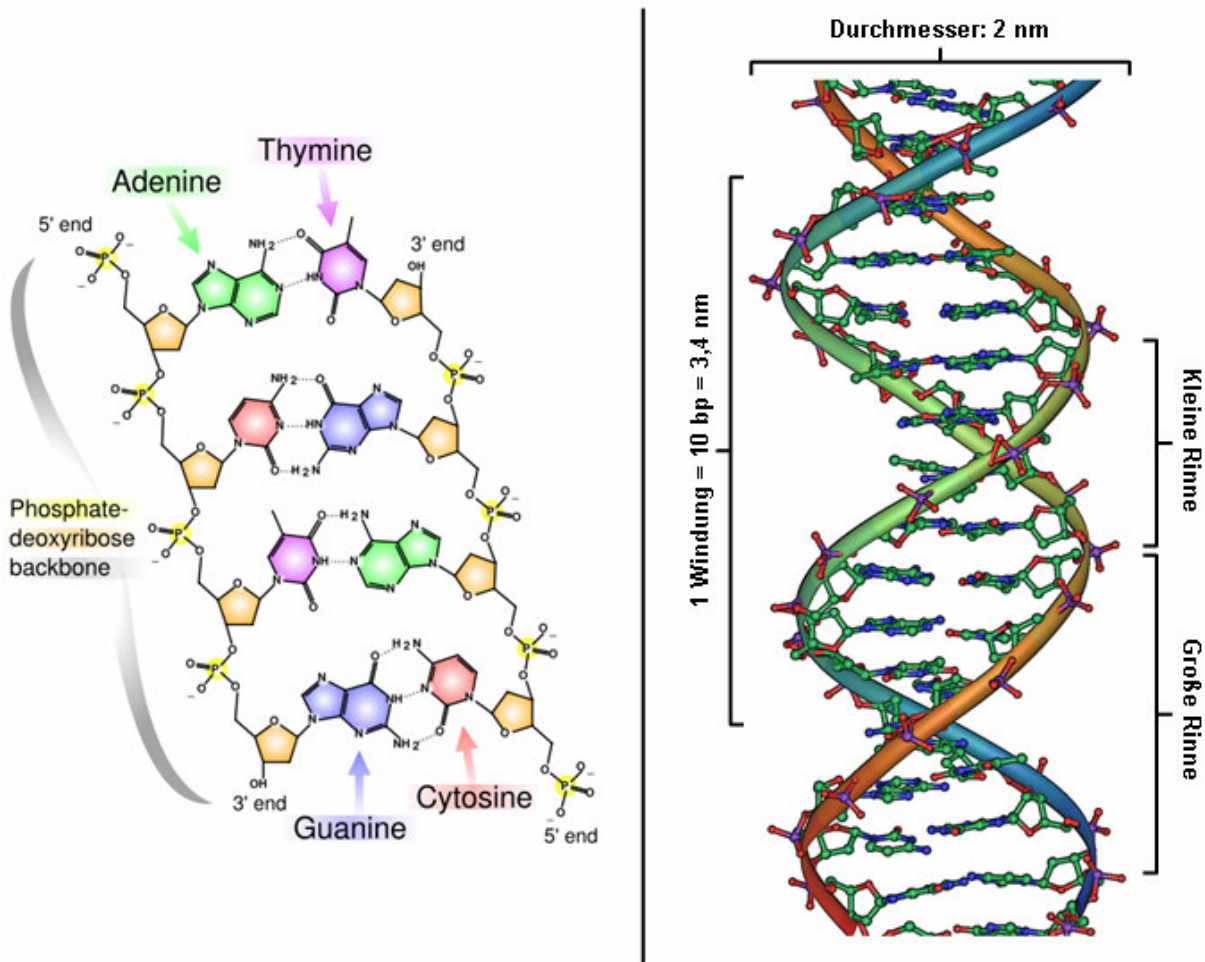 Thymine
Adenine
5' end
3' end
Phosphate-
deoxyribose
backbone
3' end
Guanine
Cytosine
5' end
O
O
P
O
O
N
N
N
N
NH2
O
HN
N
O
OH
O
O
O
P
O
O
O
P
O
O
NH2
N
N
O
O
HN
N
H2N
N
N
O
O
P
O
O
O
P
O
O
O
N
O
NH
O
H2N
N
N
N
N
O
O
P
O
O
O
P
O
O
O
OH
N
N
O
NH
N
NH2
H2N
N
N
O
O
O
P
O
O
Durchmesser: 2 nm
1 Windung = 10 bp = 3,4 nm
Kleine Rinne
Große Rinne